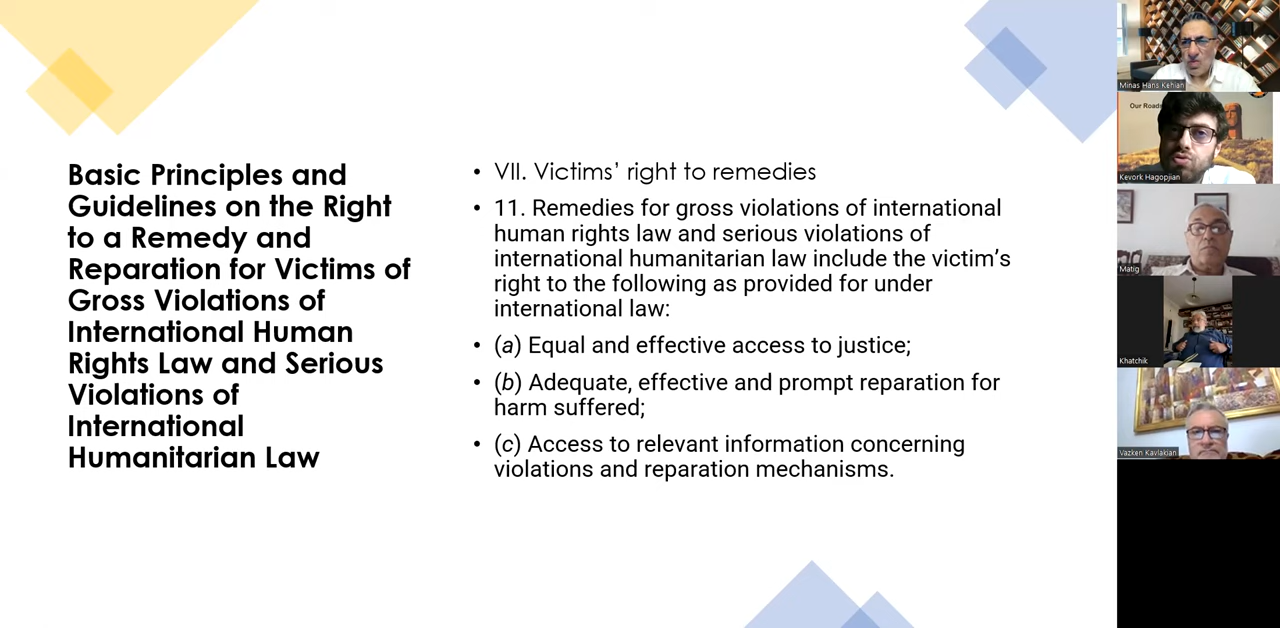 Basic Principles and
Guidelines on the Right
to a Remedy and
Reparation for Victims of
Gross Violations of
International Human
Rights Law and Serious
Violations of
International
Humanitarian Law
• VII. Victims’ right to remedies
• 11. Remedies for gross violations of international
human rights law and serious violations of
international humanitarian law include the victim’s
right to the following as provided for under
international law:
• (a) Equal and effective access to justice;
• (b) Adequate, effective and prompt reparation for
harm suffered;
• (c) Access to relevant information concerning
violations and reparation mechanisms.
Minas Hans Kehian
Our
Kevork Hagopjian
Matig
Khatchik
Vazken Kavlakian